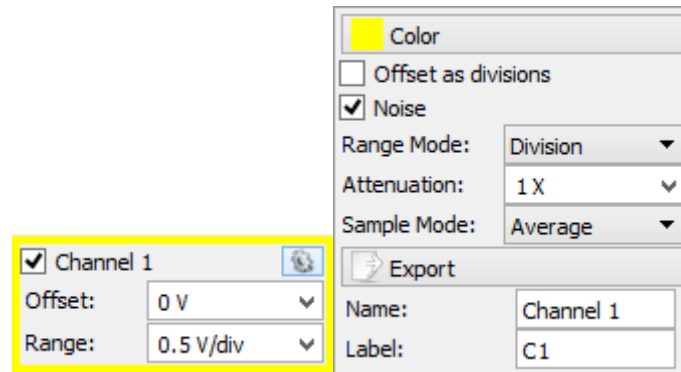 Color
Offset as divisions
Noise
Range Mode: Division
Attenuation: 1 X
Sample Mode: Average
Export
Name: Channel 1
Label: C1
Channel 1
Offset: 0 V
Range: 0.5 V/div